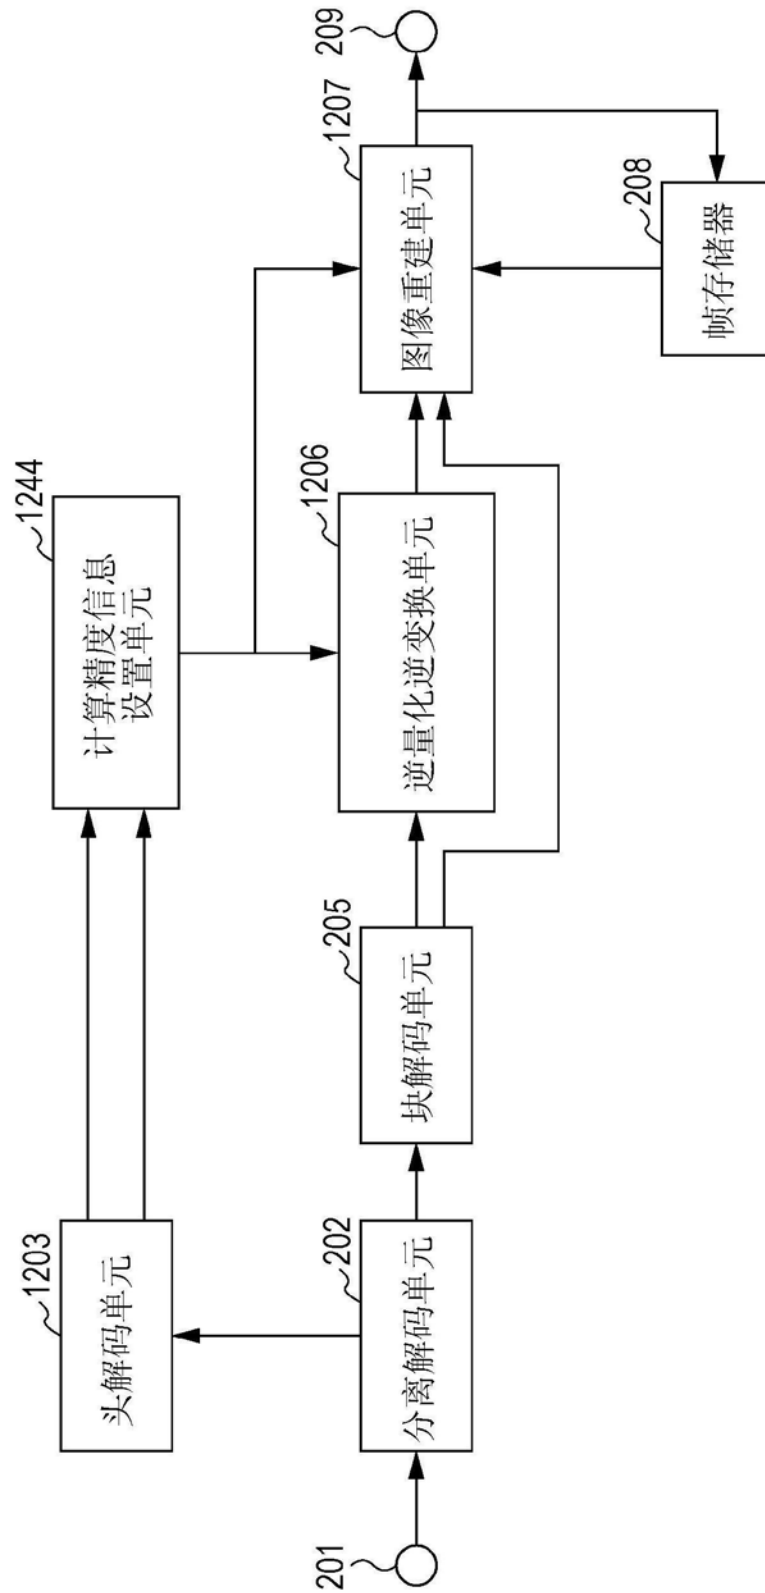 1203
头解码单元
1244
计算精度信息
设置单元
201
202
分离解码单元
205
块解码单元
1206
逆量化逆变换单元
1207
图像重建单元
209
208
帧存储器